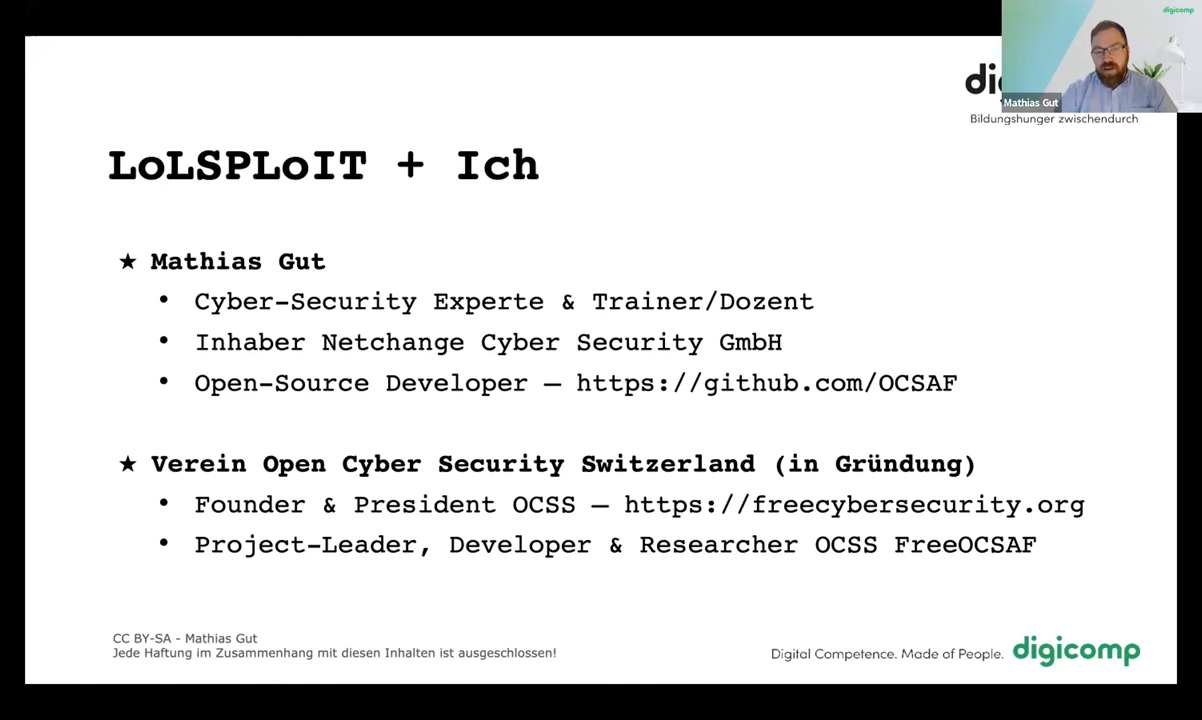 digicomp
Mathias Gut
Bildungshunger zwischendurch
LoLSPLoIT + Ich
★ Mathias Gut
• Cyber-Security Experte & Trainer/Dozent
• Inhaber Netchange Cyber Security GmbH
• Open-Source Developer – https://github.com/OCSAF
★ Verein Open Cyber Security Switzerland (in Gründung)
• Founder & President OCSS – https://freecybersecurity.org
• Project-Leader, Developer & Researcher OCSS FreeOCSAF
CC BY-SA - Mathias Gut
Jede Haftung im Zusammenhang mit diesen Inhalten ist ausgeschlossen!
Digital Competence. Made of People. digicomp